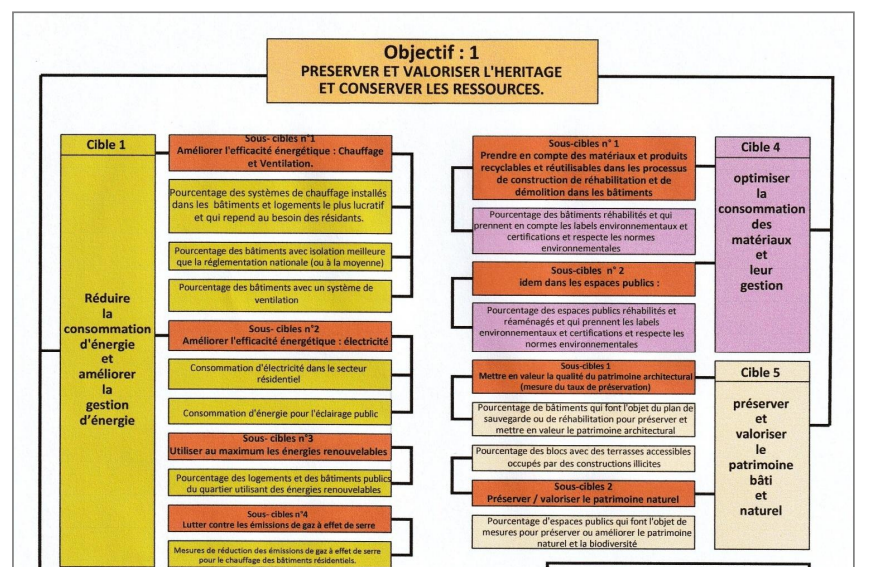 Objectif : 1
PRESERVER ET VALORISER L'HERITAGE
ET CONSERVER LES RESSOURCES.
Cible 1
Réduire
la
consommation
d'énergie
et
améliorer
la
gestion
d'énergie
Sous- cibles n°1
Améliorer l'efficacité énergétique : Chauffage
et Ventilation.
Pourcentage des systèmes de chauffage installés
dans les bâtiments et logements le plus lucratif
et qui repend au besoin des résidants.
Pourcentage des bâtiments avec isolation meilleure
que la réglementation nationale (ou à la moyenne)
Pourcentage des bâtiments avec un système de
ventilation
Sous- cibles n°2
Améliorer l'efficacité énergétique : électricité
Consommation d'électricité dans le secteur
résidentiel
Consommation d'énergie pour l'éclairage public
Sous- cibles n°3
Utiliser au maximum les énergies renouvelables
Pourcentage des logements et des bâtiments publics
du quartier utilisant des énergies renouvelables
Sous- cibles n°4
Lutter contre les émissions de gaz à effet de serre
Mesures de réduction des émissions de gaz à effet de serre
pour le chauffage des bâtiments résidentiels.
Sous-cibles n° 1
Prendre en compte des matériaux et produits
recyclables et réutilisables dans les processus
de construction de réhabilitation et de
démolition dans les bâtiments
Pourcentage des bâtiments réhabilités et qui
prennent en compte les labels environnementaux et
certifications et respecte les normes
environnementales
Sous-cibles n° 2
idem dans les espaces publics :
Pourcentage des espaces publics réhabilités et
réaménagés et qui prennent les labels
environnementaux et certifications et respecte les
normes environnementales
Cible 4
optimiser
la
consommation
des
matériaux
et
leur
gestion
Sous-cibles 1
Mettre en valeur la qualité du patrimoine architectural
(mesure du taux de préservation)
Pourcentage de bâtiments qui font l'objet du plan de
sauvegarde ou de réhabilitation pour préserver et
mettre en valeur le patrimoine architectural
Pourcentage des blocs avec des terrasses accessibles
occupés par des constructions illicites
Sous-cibles 2
Préserver / valoriser le patrimoine naturel
Pourcentage d'espaces publics qui font l'objet de
mesures pour préserver ou améliorer le patrimoine
naturel et la biodiversité
Cible 5
préserver
et
valoriser
le
patrimoine
bâti
et
naturel